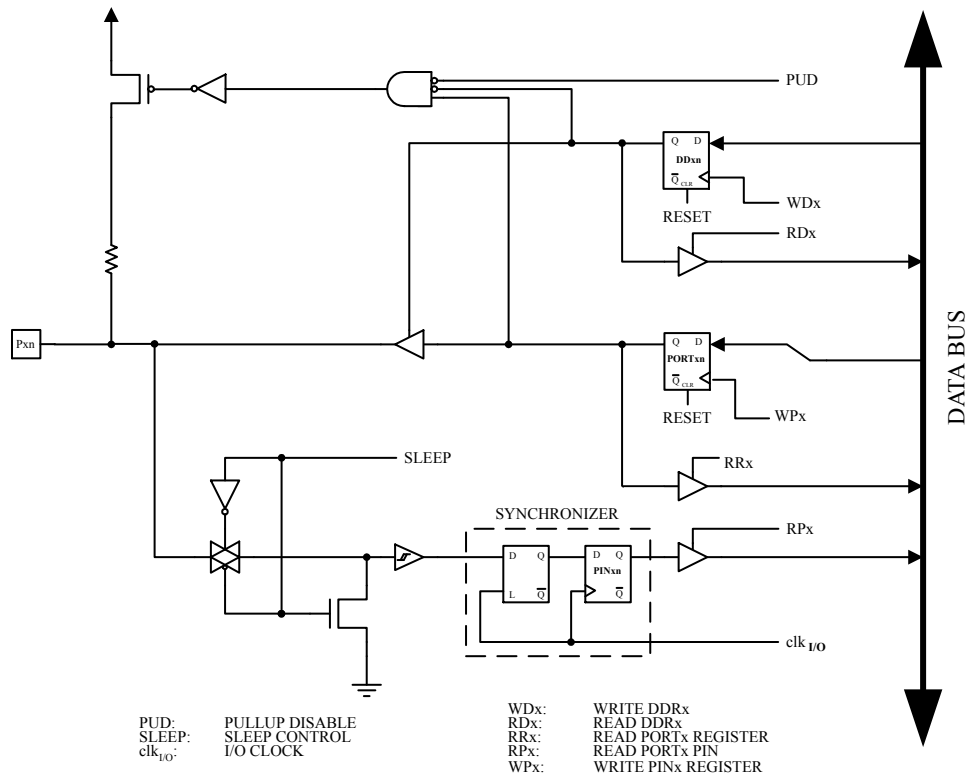 PUD
Q D
DDxn
Q CLR
WDx
RESET
RDx
Pxn
Q D
PORTxn
Q CLR
RESET
WPx
DATA BUS
SLEEP
RRx
SYNCHRONIZER
RPx
D Q
L Q
D Q
PINxn
Q
clk I/O
PUD: PULLUP DISABLE
SLEEP: SLEEP CONTROL
clkI/O: I/O CLOCK
WDx: WRITE DDRx
RDx: READ DDRx
RRx: READ PORTx REGISTER
RPx: READ PORTx PIN
WPx: WRITE PINx REGISTER